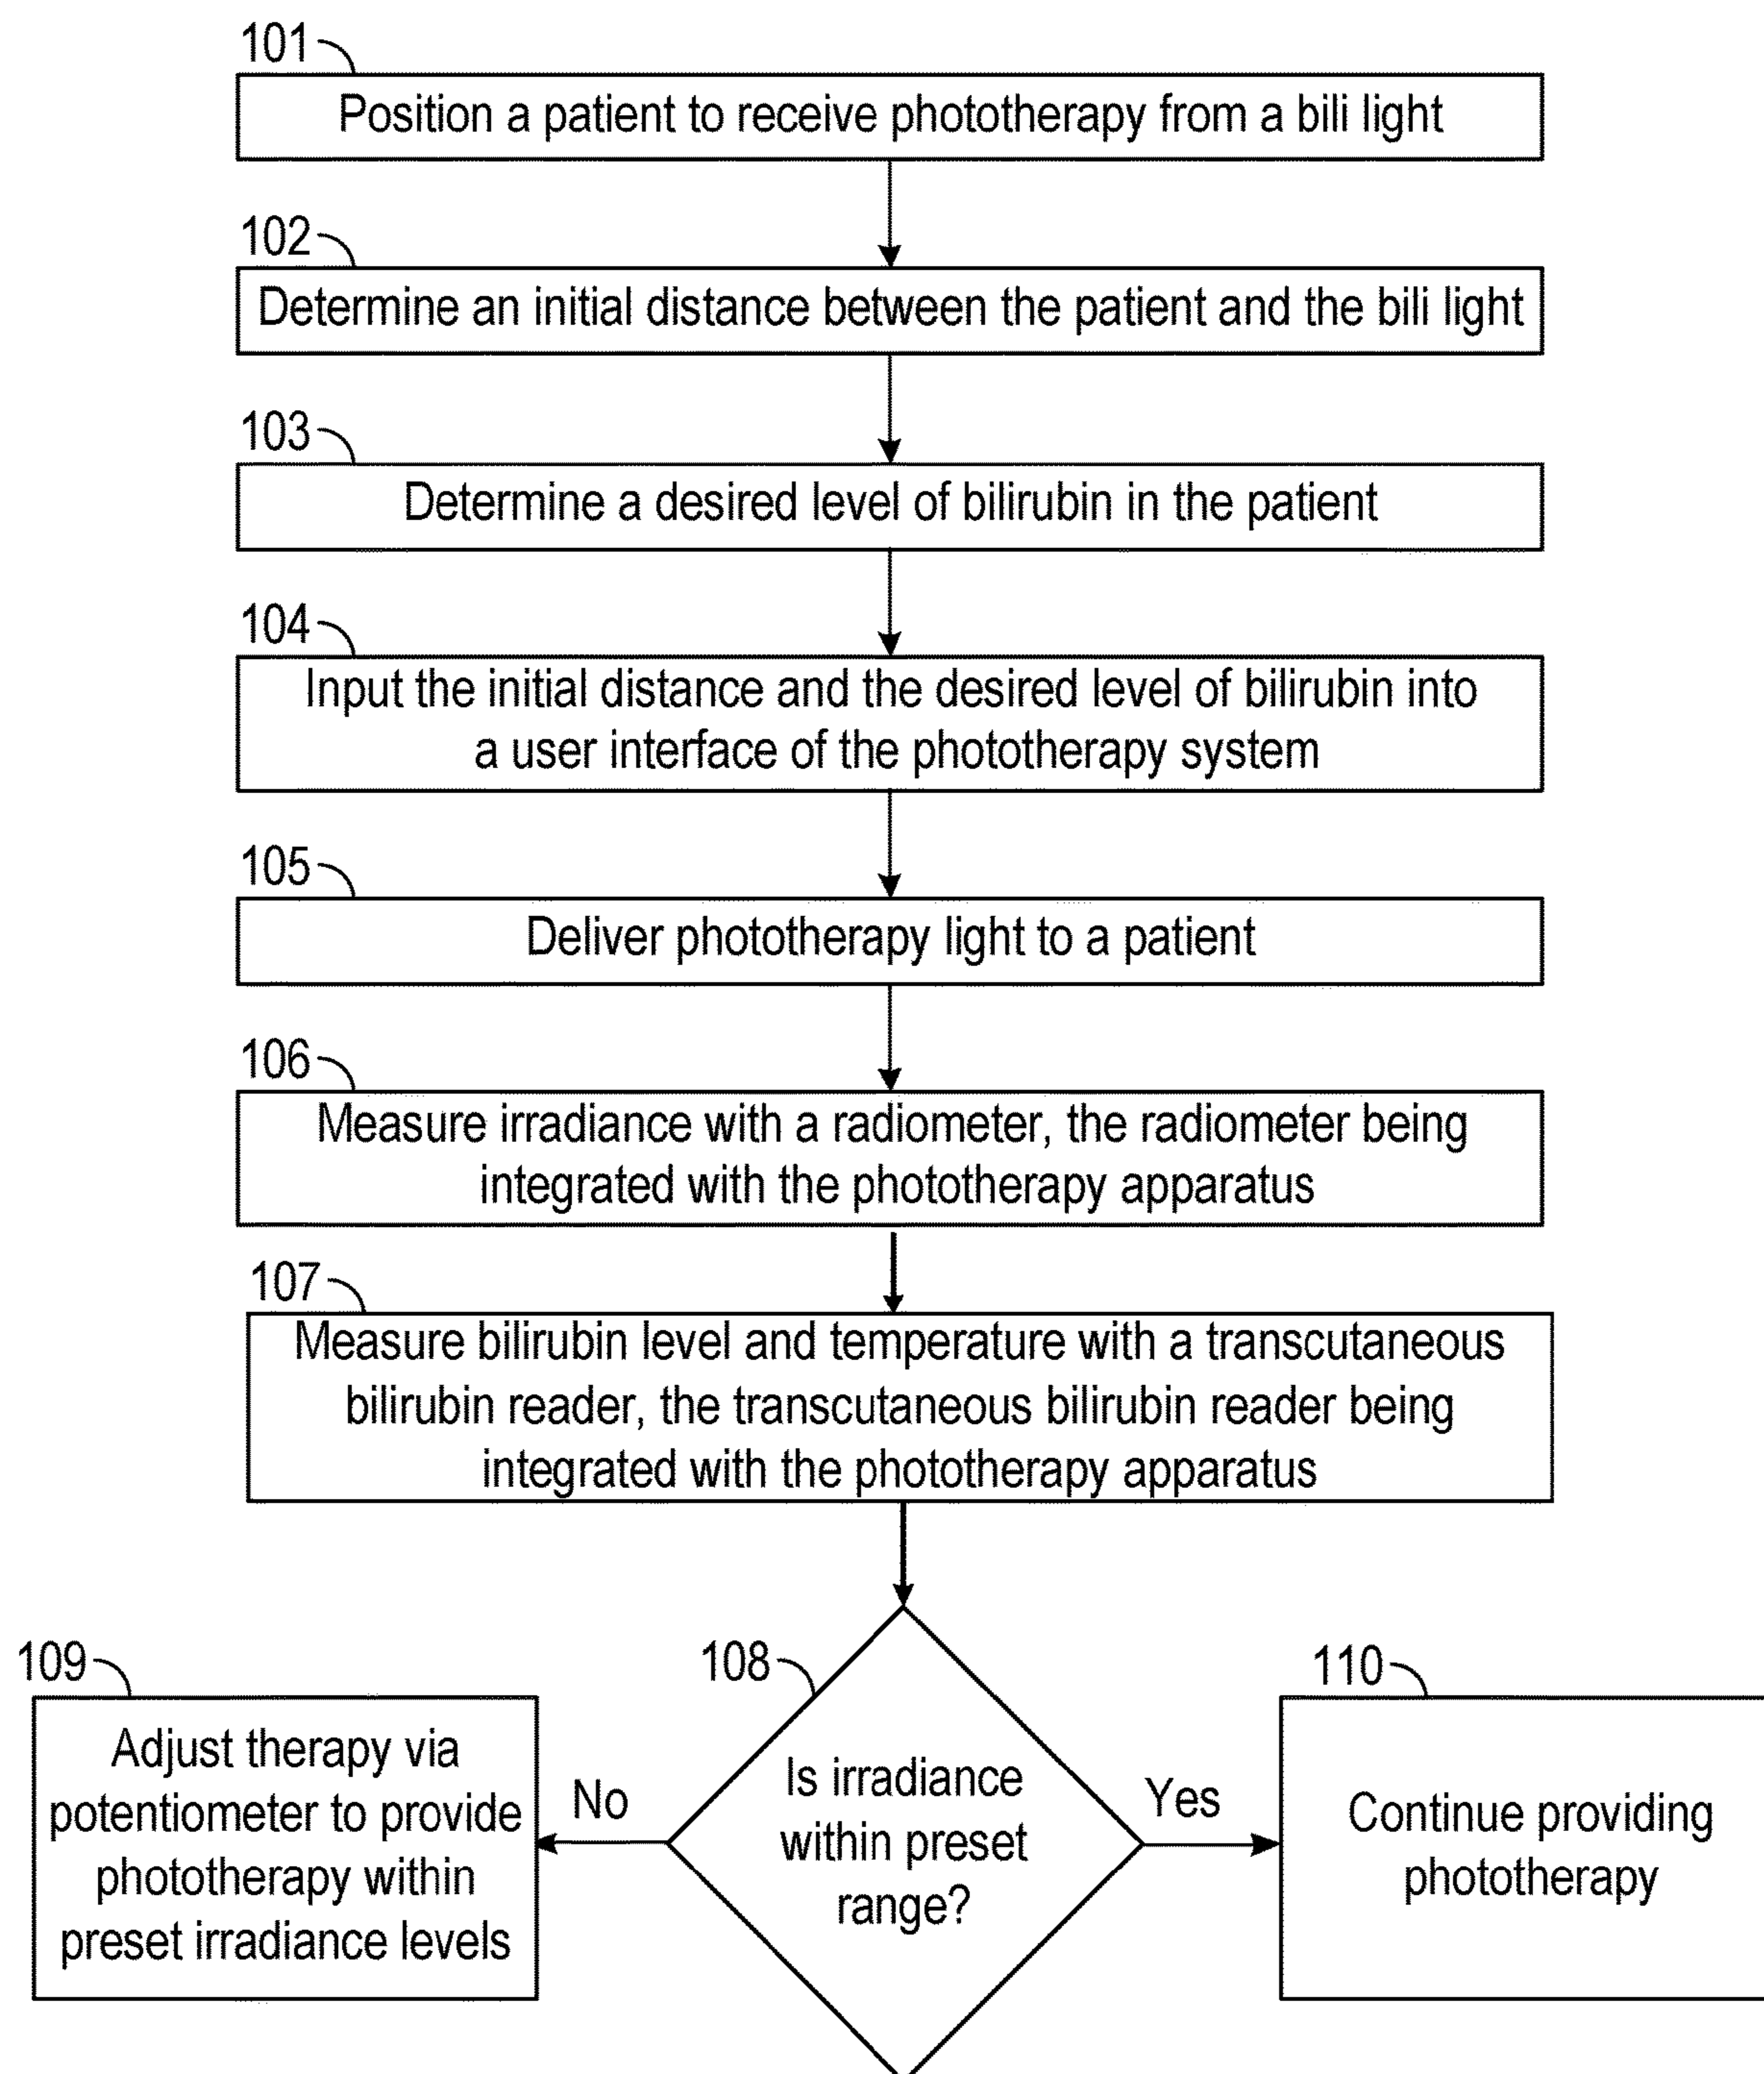 101
Position a patient to receive phototherapy from a bili light
102
Determine an initial distance between the patient and the bili light
103
Determine a desired level of bilirubin in the patient
104
Input the initial distance and the desired level of bilirubin into
a user interface of the phototherapy system
105
Deliver phototherapy light to a patient
106
Measure irradiance with a radiometer, the radiometer being
integrated with the phototherapy apparatus
107
Measure bilirubin level and temperature with a transcutaneous
bilirubin reader, the transcutaneous bilirubin reader being
integrated with the phototherapy apparatus
109
Adjust therapy via
potentiometer to provide
phototherapy within
preset irradiance levels
No
108
Is irradiance
within preset
range?
Yes
110
Continue providing
phototherapy